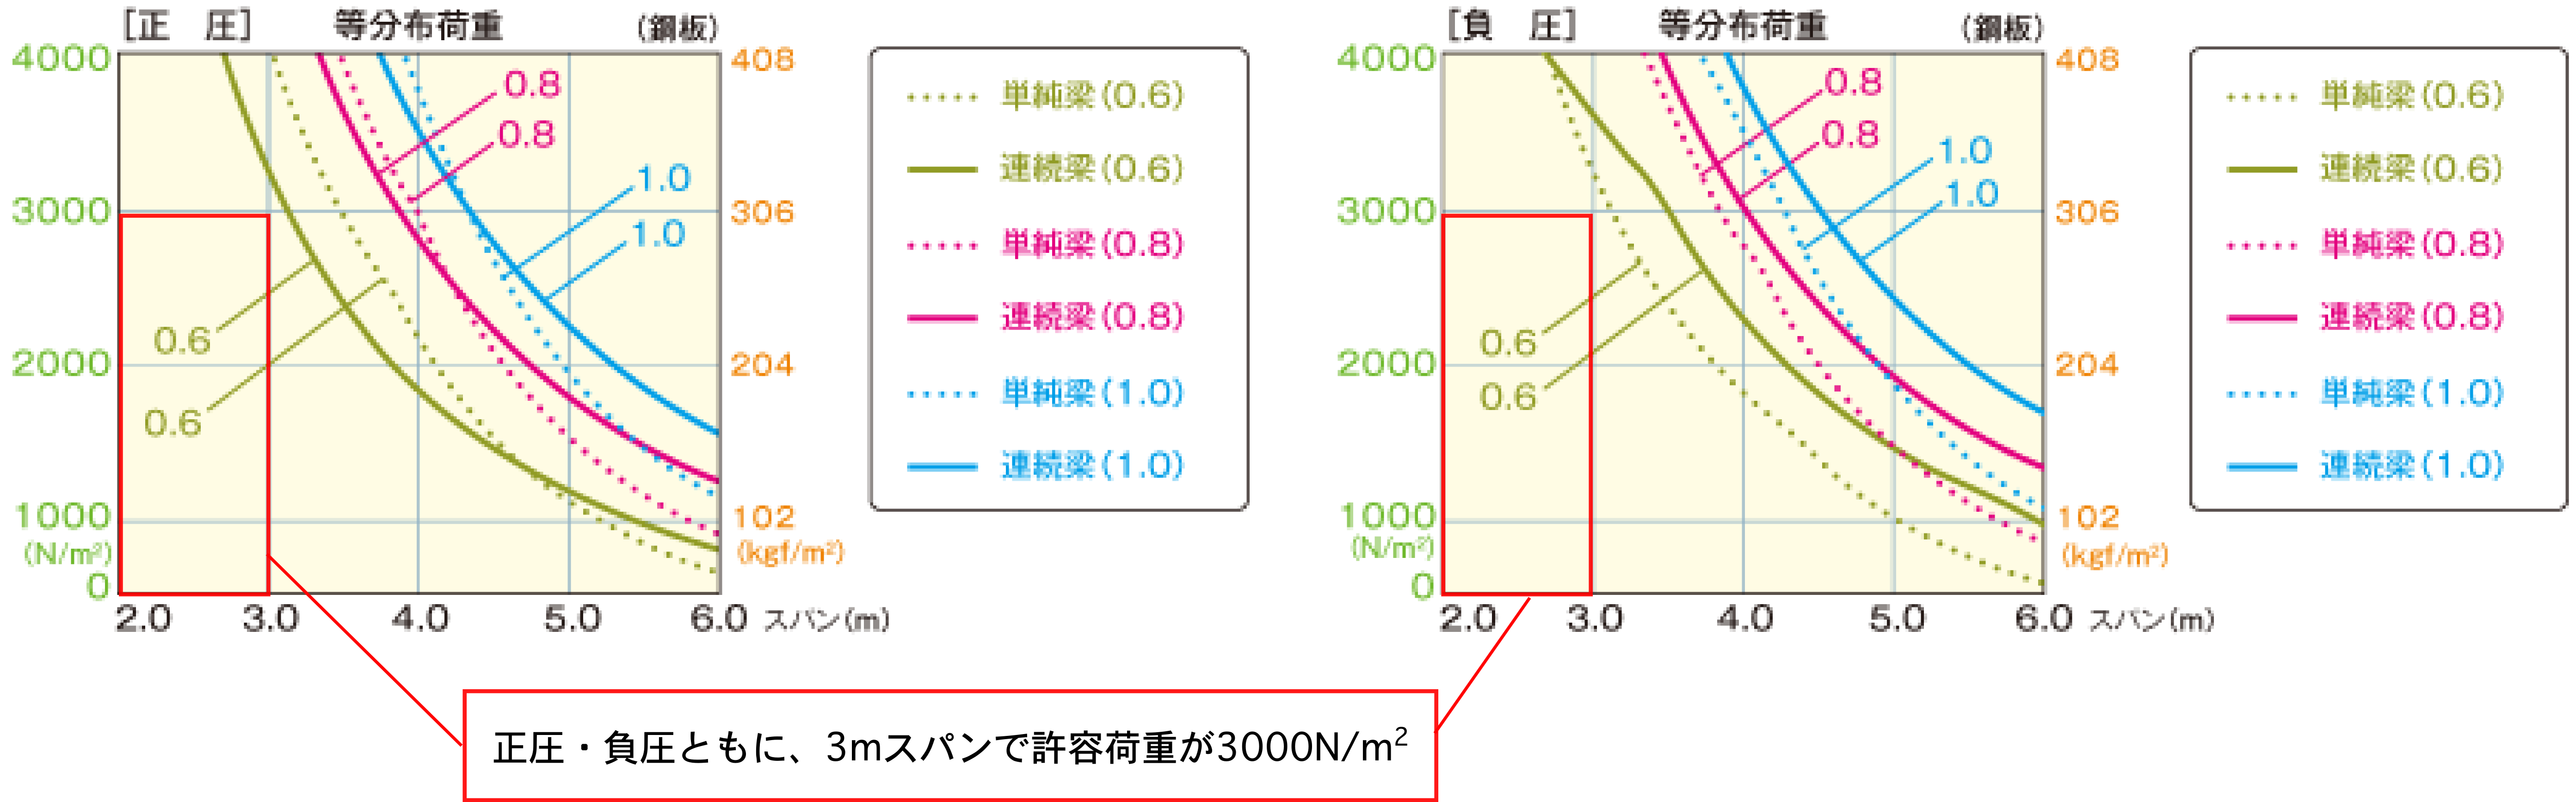 [正　圧]　等分布荷重　(鋼板)
4000
3000
2000
1000
(N/m²)
0
408
306
204
102
(kgf/m²)
0.8
0.8
1.0
1.0
0.6
0.6
2.0 3.0 4.0 5.0 6.0 スパン(m)
単純梁(0.6)
連続梁(0.6)
単純梁(0.8)
連続梁(0.8)
単純梁(1.0)
連続梁(1.0)
[負　圧]　等分布荷重　(鋼板)
4000
3000
2000
1000
(N/m²)
0
408
306
204
102
(kgf/m²)
0.8
0.8
1.0
1.0
0.6
0.6
2.0 3.0 4.0 5.0 6.0 スパン(m)
単純梁(0.6)
連続梁(0.6)
単純梁(0.8)
連続梁(0.8)
単純梁(1.0)
連続梁(1.0)
正圧・負圧ともに、3mスパンで許容荷重が3000N/m²